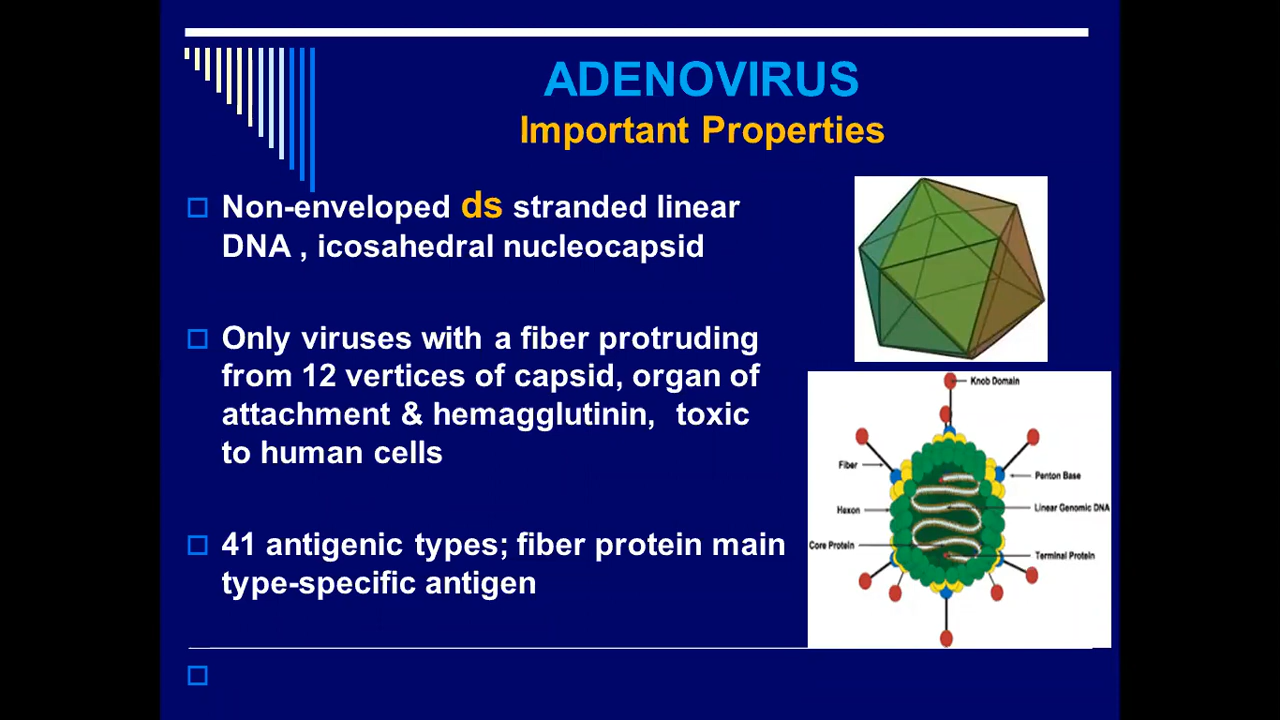 ADENOVIRUS
Important Properties
Non-enveloped ds stranded linear
DNA , icosahedral nucleocapsid
Only viruses with a fiber protruding
from 12 vertices of capsid, organ of
attachment & hemagglutinin, toxic
to human cells
41 antigenic types; fiber protein main
type-specific antigen
Knob Domain
Fiber
Penton Base
Hexon
Linear Genomic DNA
Core Protein
Terminal Protein